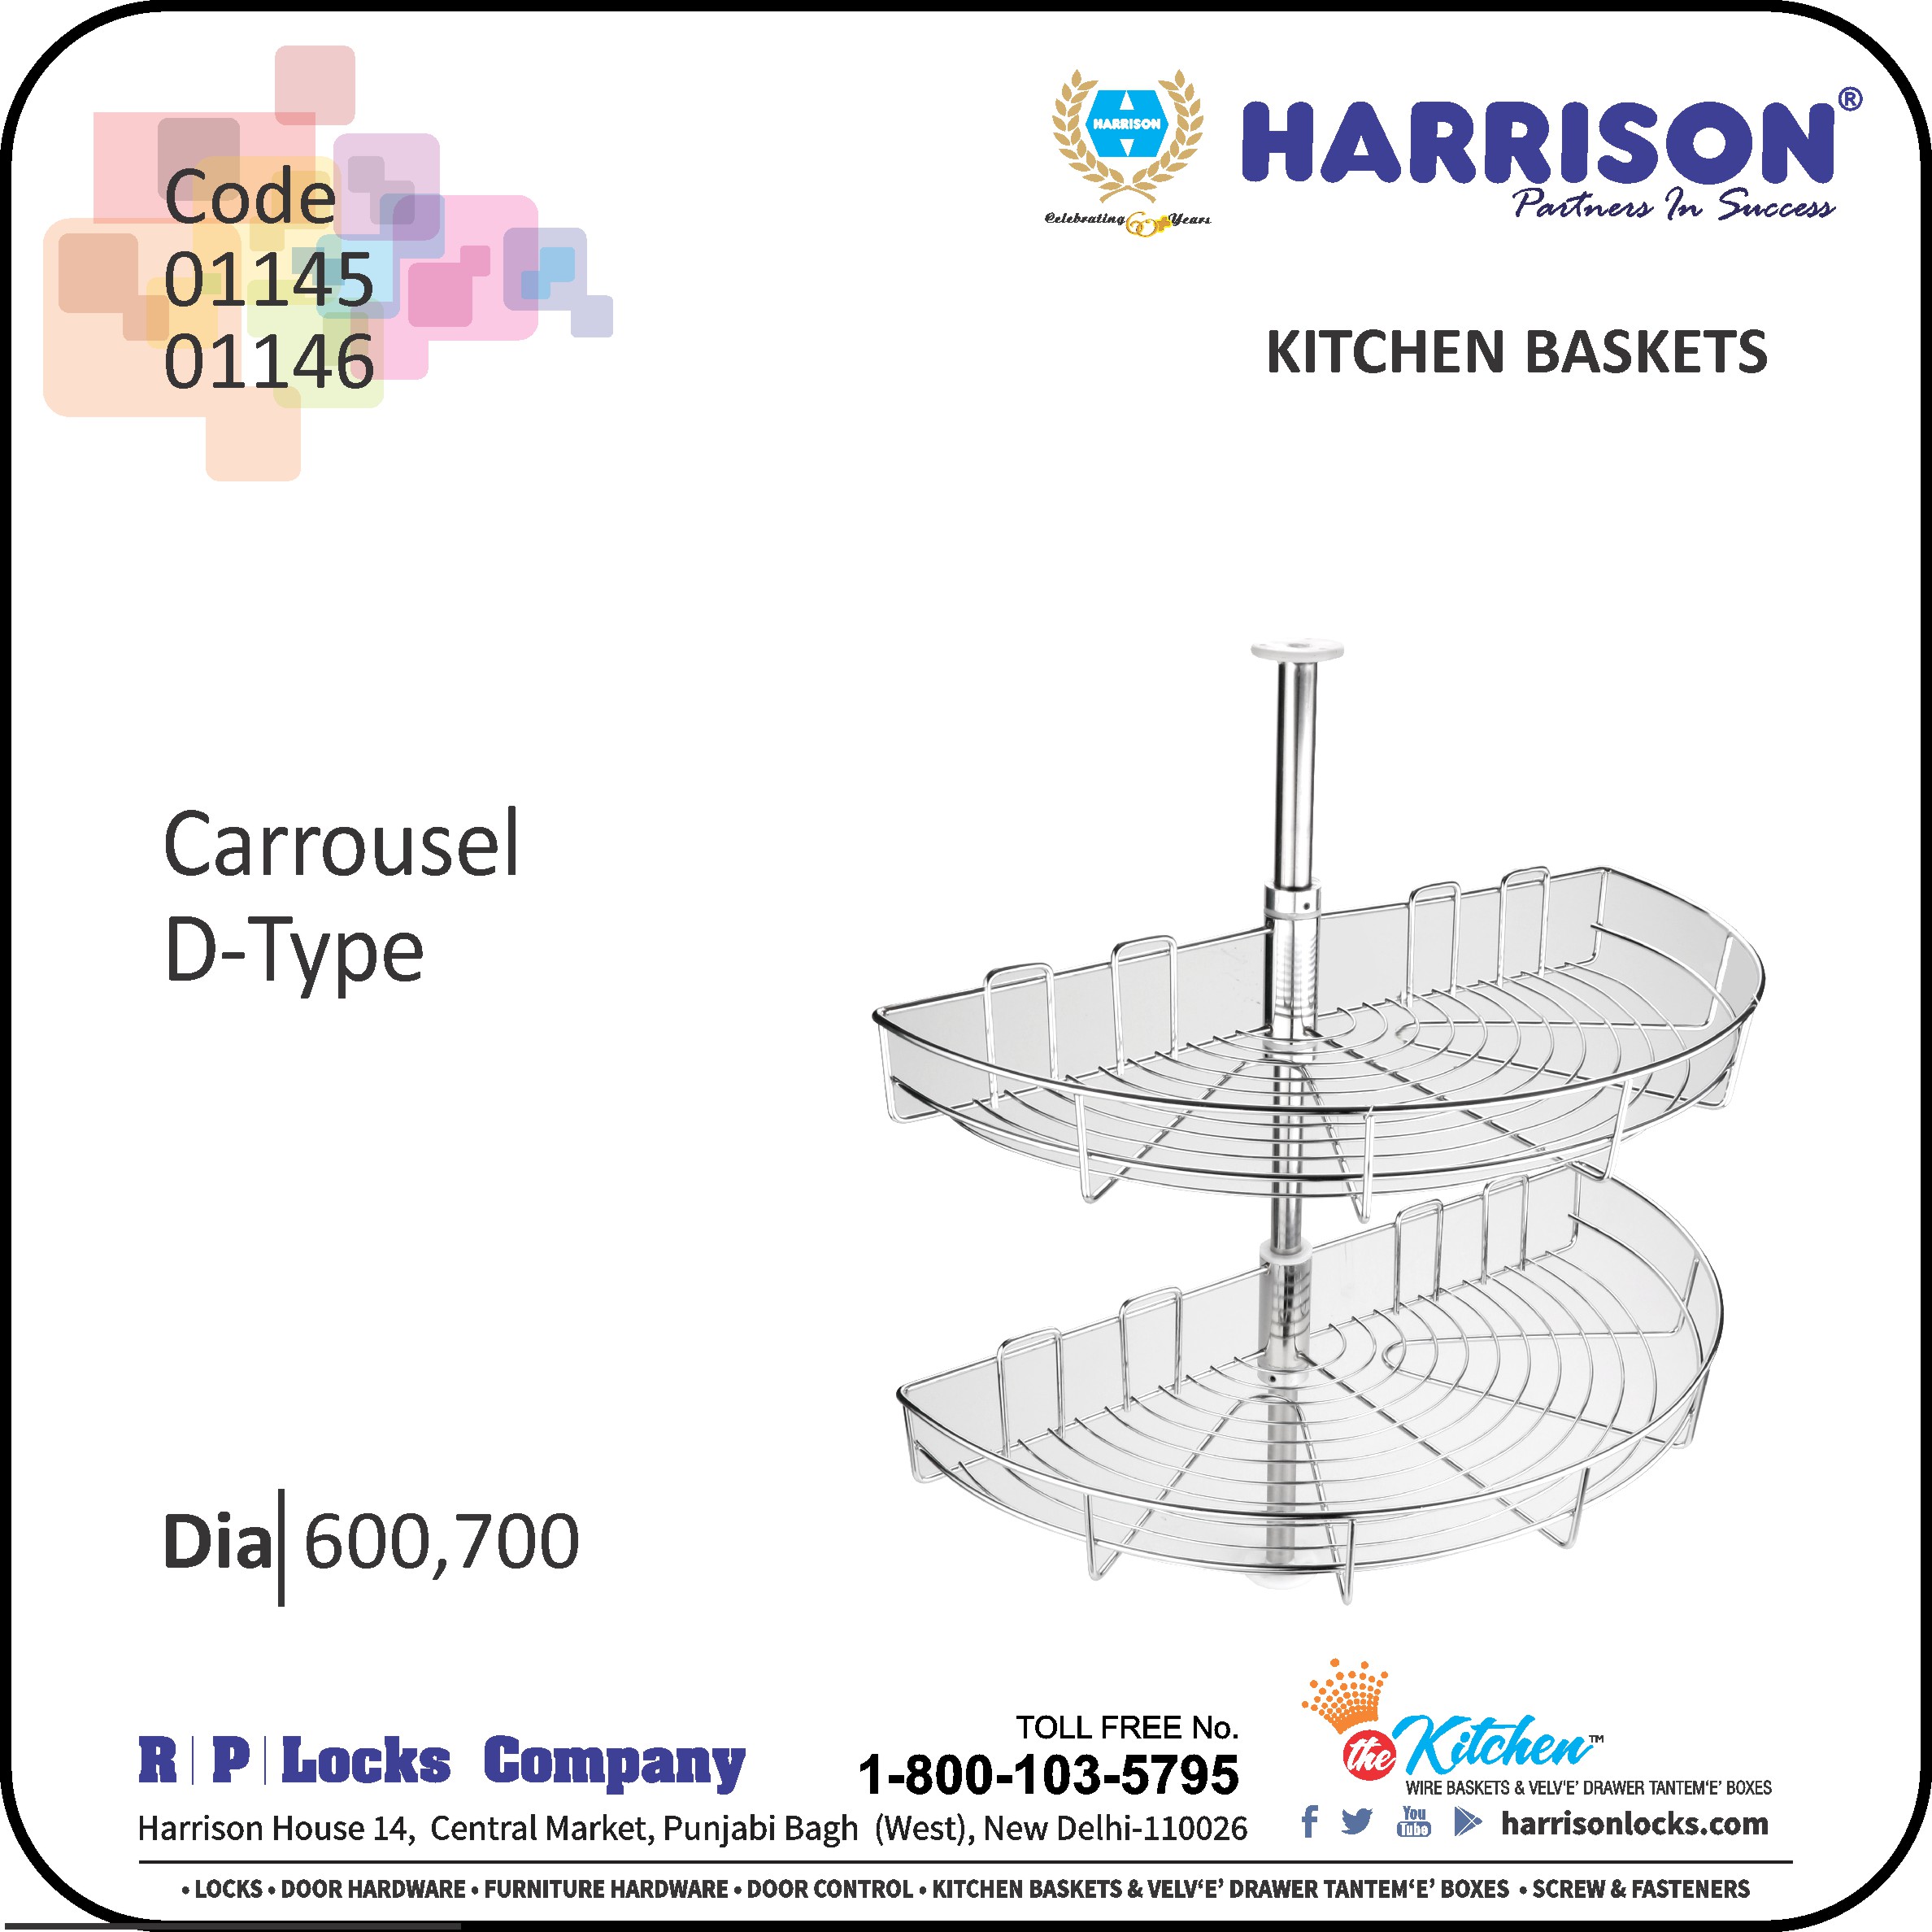 Code
01145
01146
HARRISON
Celebrating 60+ Years
HARRISON®
Partners In Success
KITCHEN BASKETS
Carrousel
D-Type
Dia 600,700
R P Locks Company
TOLL FREE No.
1-800-103-5795
the Kitchen™
WIRE BASKETS & VELV'E' DRAWER TANTEM'E' BOXES
Harrison House 14, Central Market, Punjabi Bagh (West), New Delhi-110026
f You Tube harrisonlocks.com
• LOCKS • DOOR HARDWARE • FURNITURE HARDWARE • DOOR CONTROL • KITCHEN BASKETS & VELV‘E’ DRAWER TANTEM‘E’ BOXES • SCREW & FASTENERS